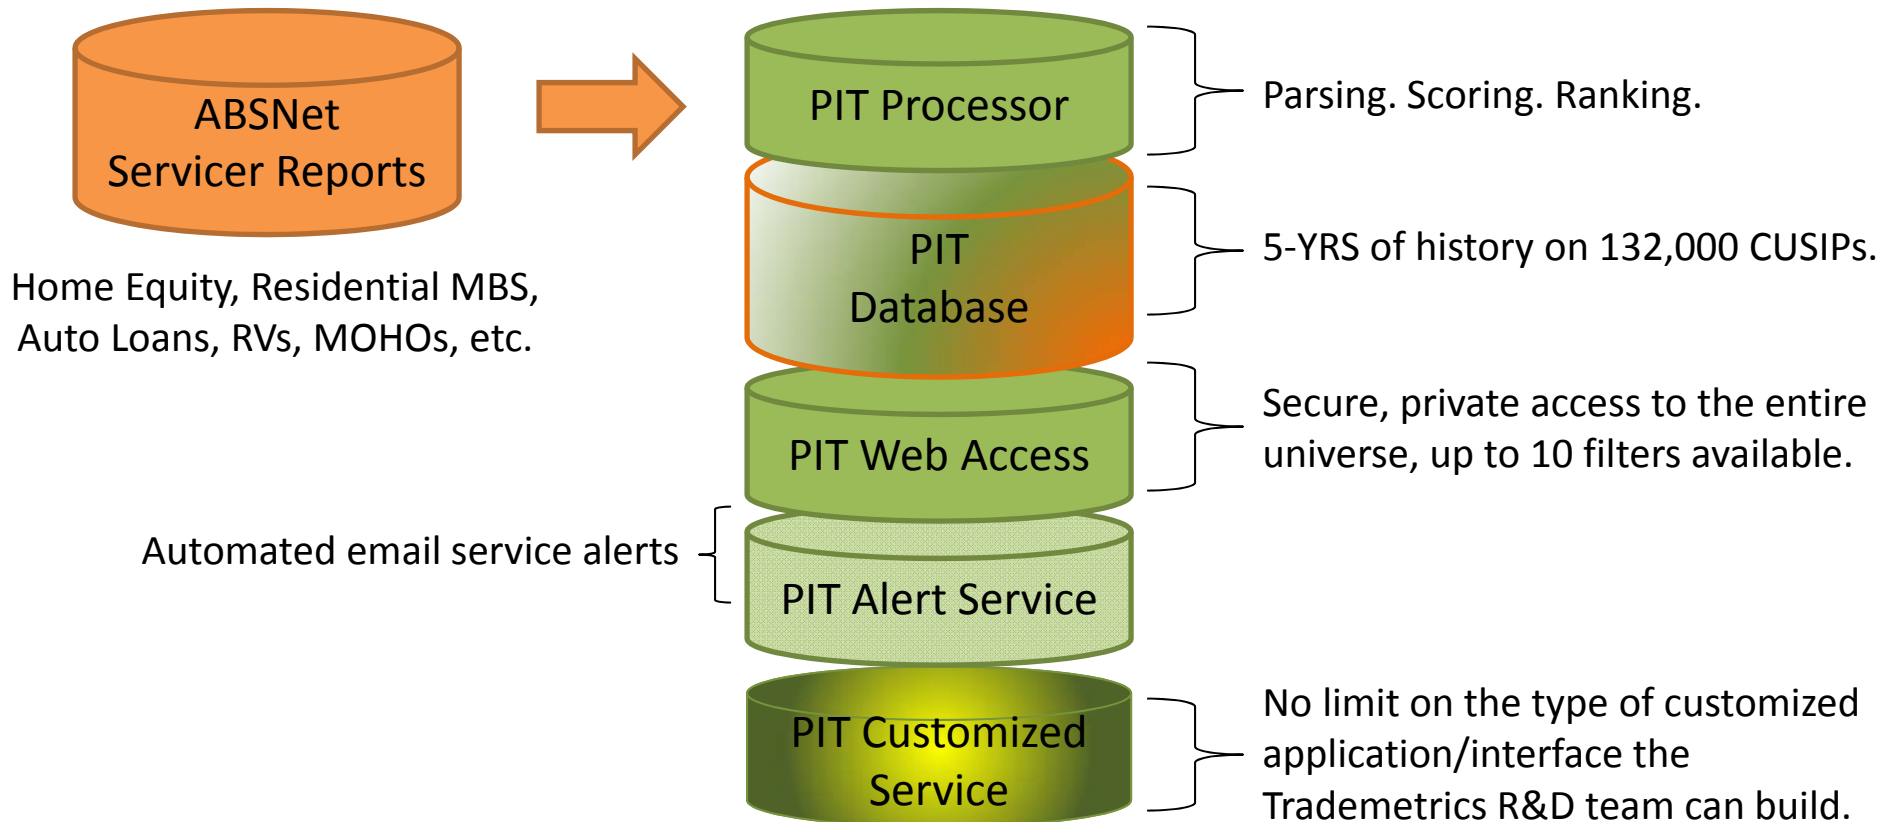 ABSNet
Servicer Reports
Home Equity, Residential MBS,
Auto Loans, RVs, MOHOs, etc.
PIT Processor
Parsing. Scoring. Ranking.
PIT
Database
5-YRS of history on 132,000 CUSIPs.
PIT Web Access
Secure, private access to the entire
universe, up to 10 filters available.
Automated email service alerts
PIT Alert Service
PIT Customized
Service
No limit on the type of customized
application/interface the
Trademetrics R&D team can build.